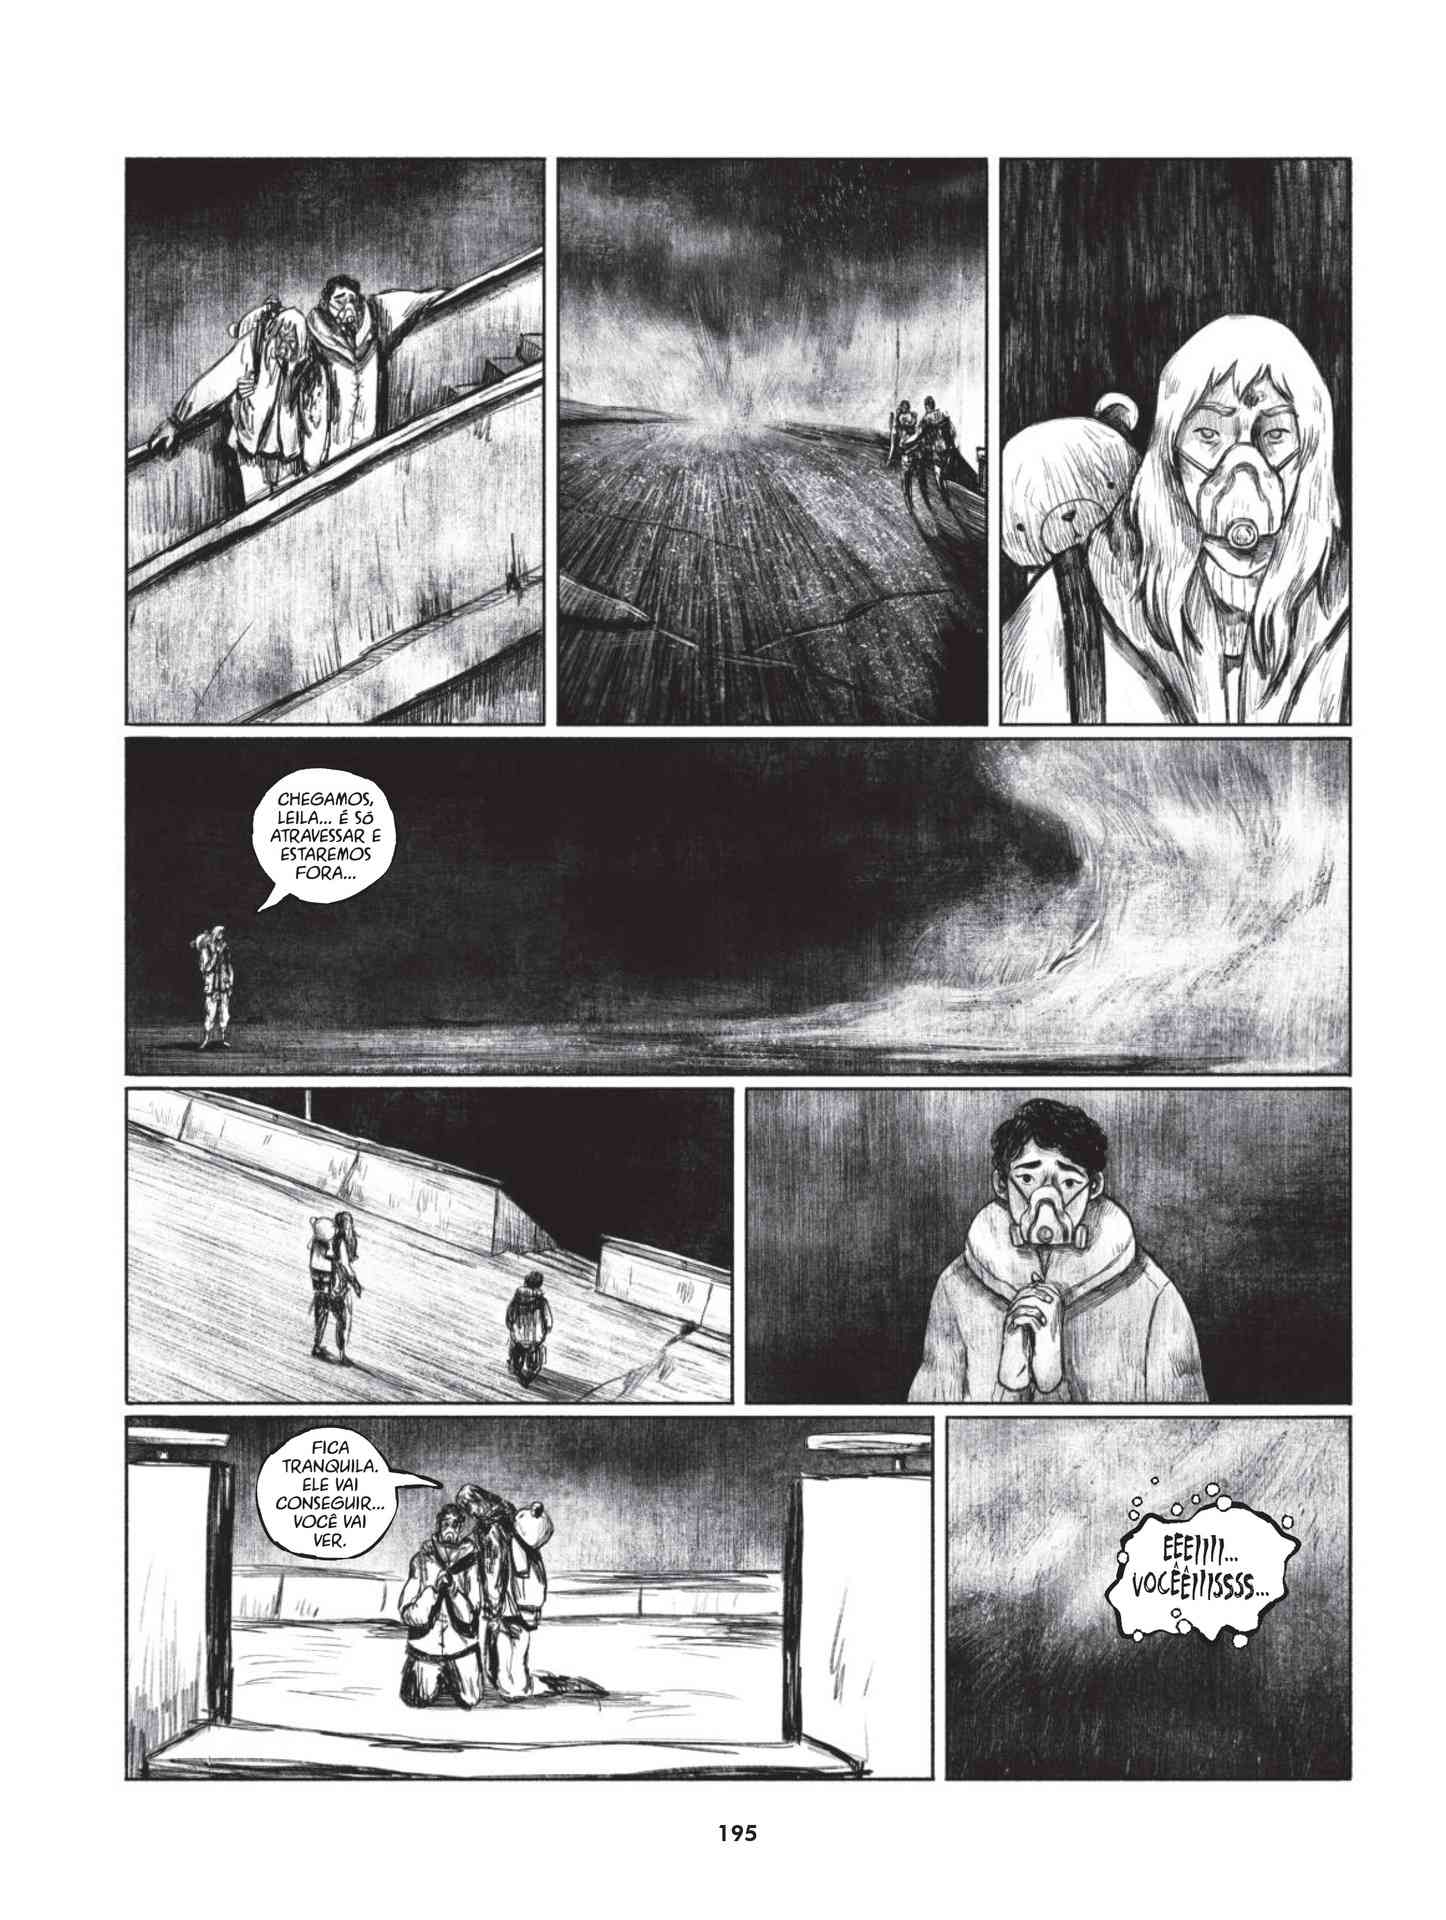 CHEGAMOS,
LEILA... É SÓ
ATRAVESSAR E
ESTAREMOS
FORA...
FICA
TRANQUILA.
ELE VAI
CONSEGUIR...
VOCÊ VAI
VER.
EEEIIII...
VOCÊÊIIISSSS...
195